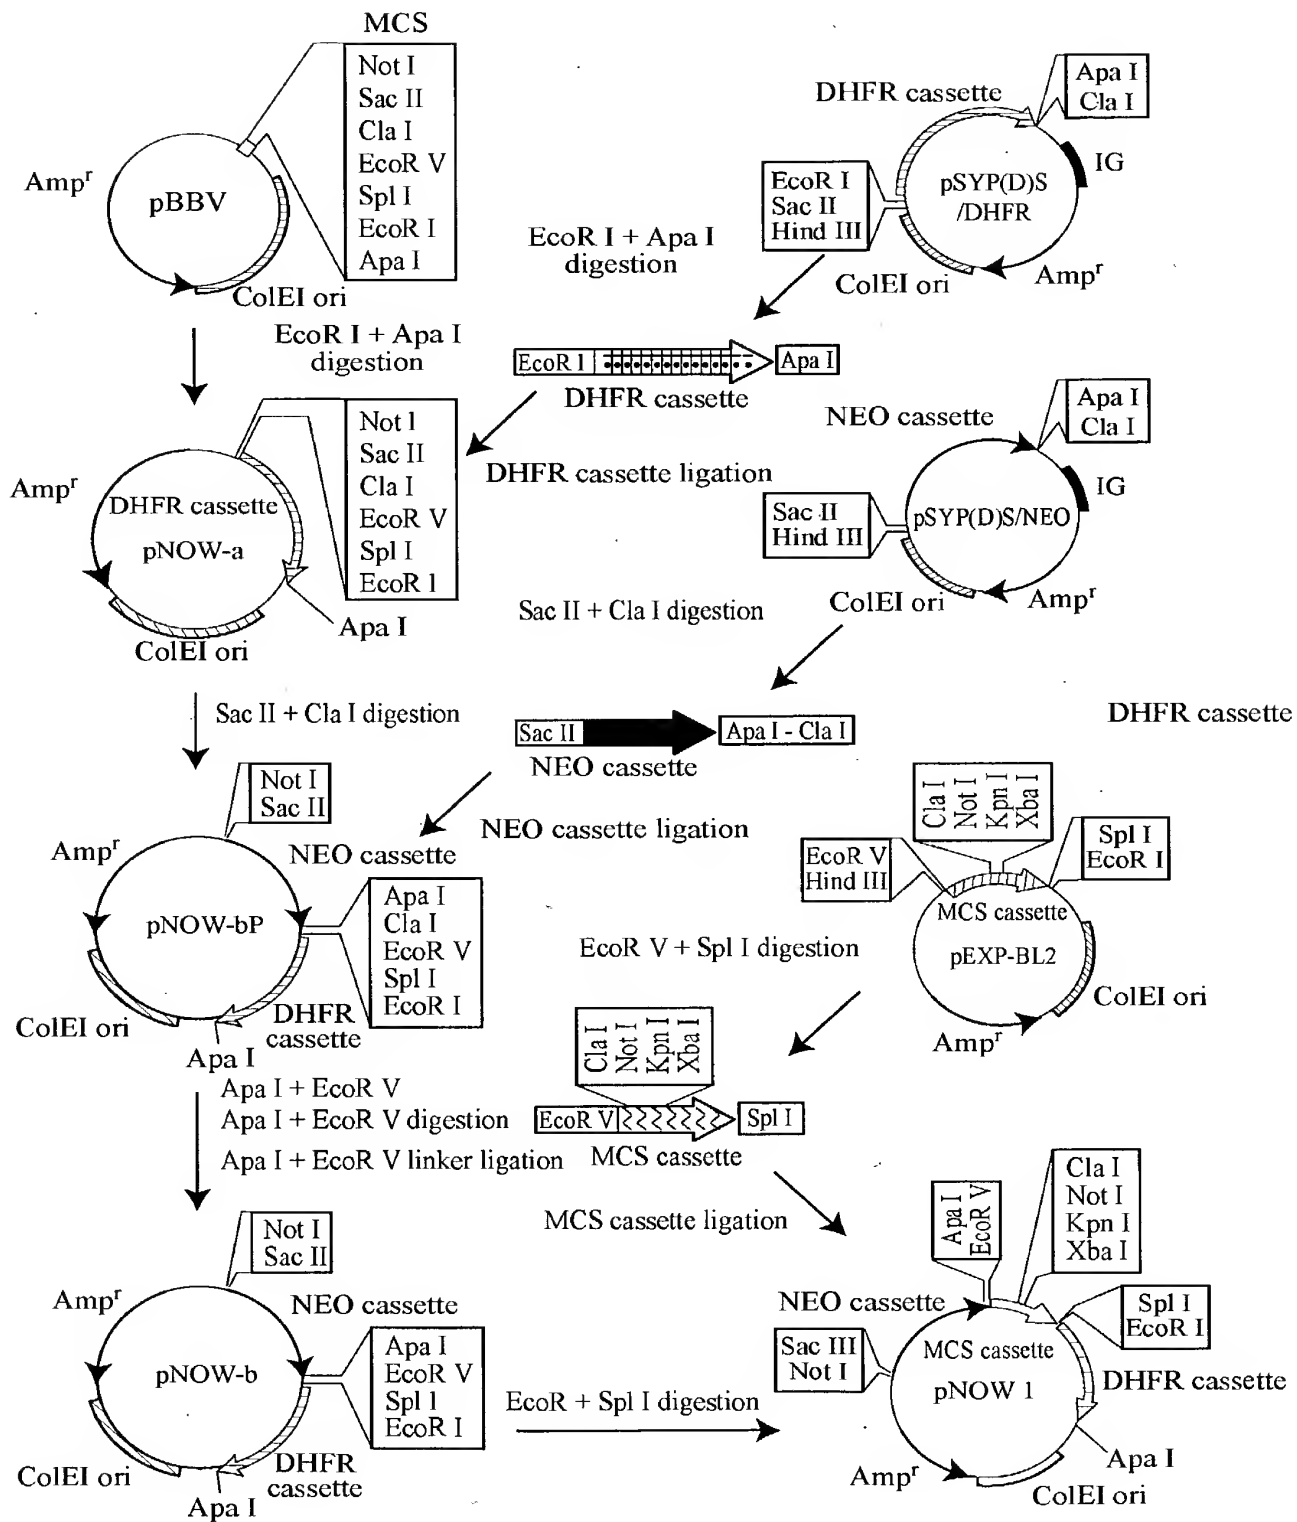 MCS
Not I
Sac II
Cla I
EcoR V
Spl I
EcoR I
Apa I
Amp^r
pBBV
ColEI ori
DHFR cassette
Apa I
Cla I
IG
pSYP(D)S
/DHFR
EcoR I
Sac II
Hind III
ColEI ori
Amp^r
EcoR I + Apa I
digestion
EcoR I + Apa I
digestion
EcoR I
Apa I
DHFR cassette
DHFR cassette ligation
Not I
Sac II
Cla I
EcoR V
Spl I
EcoR I
Amp^r
DHFR cassette
pNOW-a
Apa I
ColEI ori
NEO cassette
Apa I
Cla I
IG
pSYP(D)S/NEO
Sac II
Hind III
ColEI ori
Amp^r
Sac II + Cla I digestion
Sac II + Cla I digestion
Sac II
Apa I - Cla I
NEO cassette
NEO cassette ligation
DHFR cassette
Not I
Sac II
Amp^r
NEO cassette
pNOW-bP
Apa I
Cla I
EcoR V
Spl I
EcoR I
ColEI ori
DHFR
cassette
Apa I
Cla I
Not I
Kpn I
Xba I
EcoR V
Hind III
Spl I
EcoR I
MCS cassette
pEXP-BL2
ColEI ori
Amp^r
EcoR V + Spl I digestion
Apa I + EcoR V
Apa I + EcoR V digestion
Apa I + EcoR V linker ligation
Cla I
Not I
Kpn I
Xba I
EcoR V
Spl I
MCS cassette
MCS cassette ligation
Not I
Sac II
Amp^r
NEO cassette
pNOW-b
Apa I
EcoR V
Spl I
EcoR I
ColEI ori
DHFR
cassette
Apa I
EcoR + Spl I digestion
Apa I
EcoR V
Cla I
Not I
Kpn I
Xba I
NEO cassette
Spl I
EcoR I
Sac III
Not I
MCS cassette
pNOW 1
DHFR cassette
Apa I
Amp^r
ColEI ori